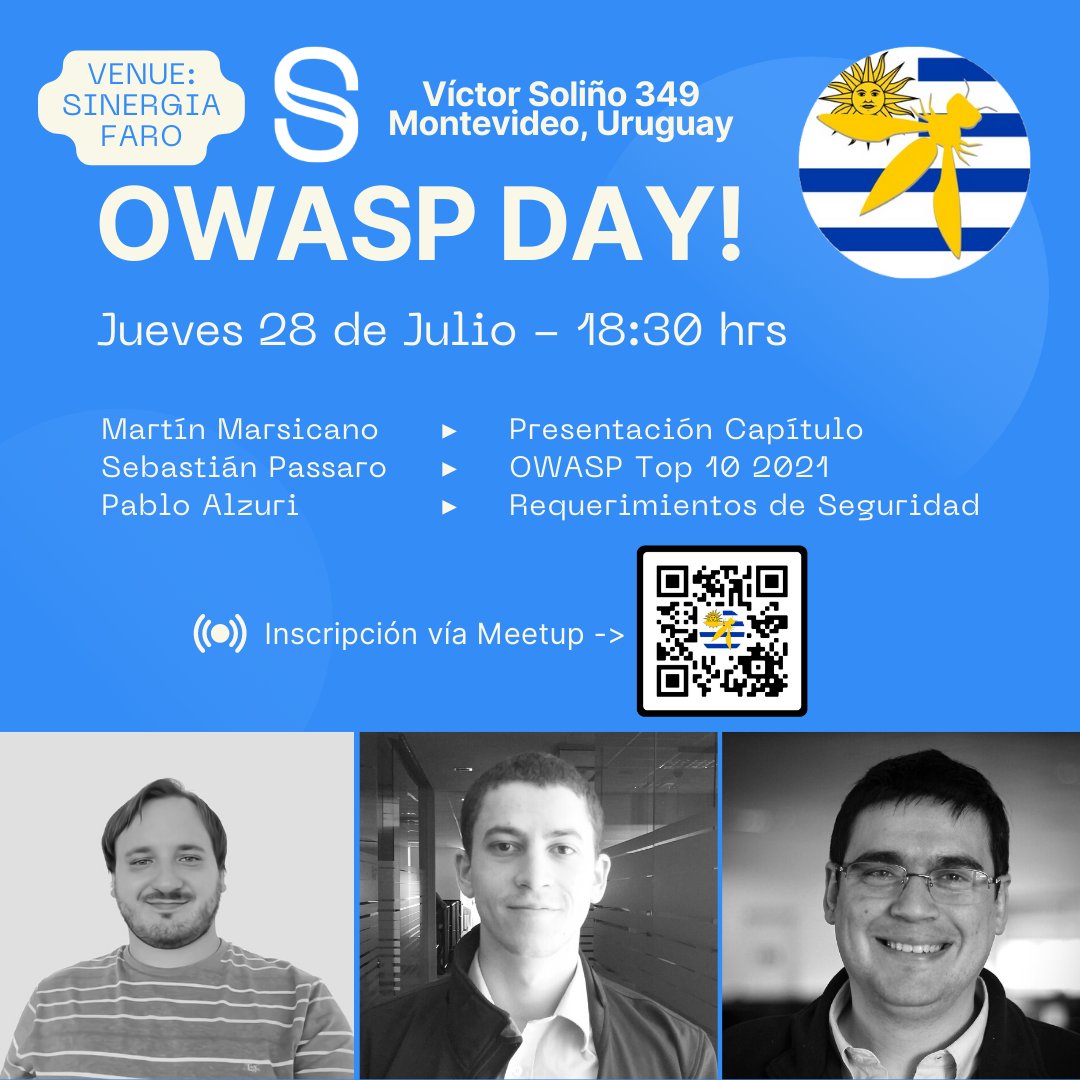 VENUE:
SINERGIA
FARO
Víctor Soliño 349
Montevideo, Uruguay
OWASP DAY!
Jueves 28 de Julio - 18:30 hrs
Martín Marsicano ► Presentación Capítulo
Sebastián Passaro ► OWASP Top 10 2021
Pablo Alzuri ► Requerimientos de Seguridad
Inscripción vía Meetup ->